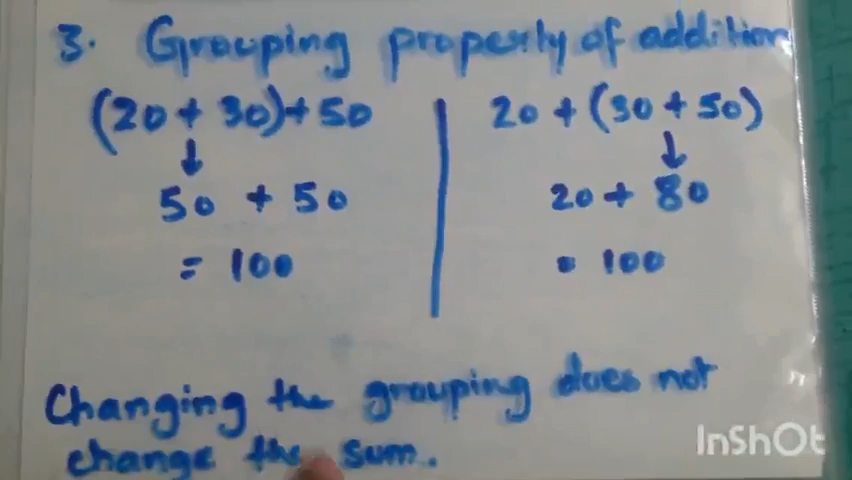 3. Grouping property of addition
(20 + 30) + 50
↓
50 + 50
= 100
20 + (30 + 50)
↓
20 + 80
= 100
Changing the grouping does not
change the sum.
InShOt